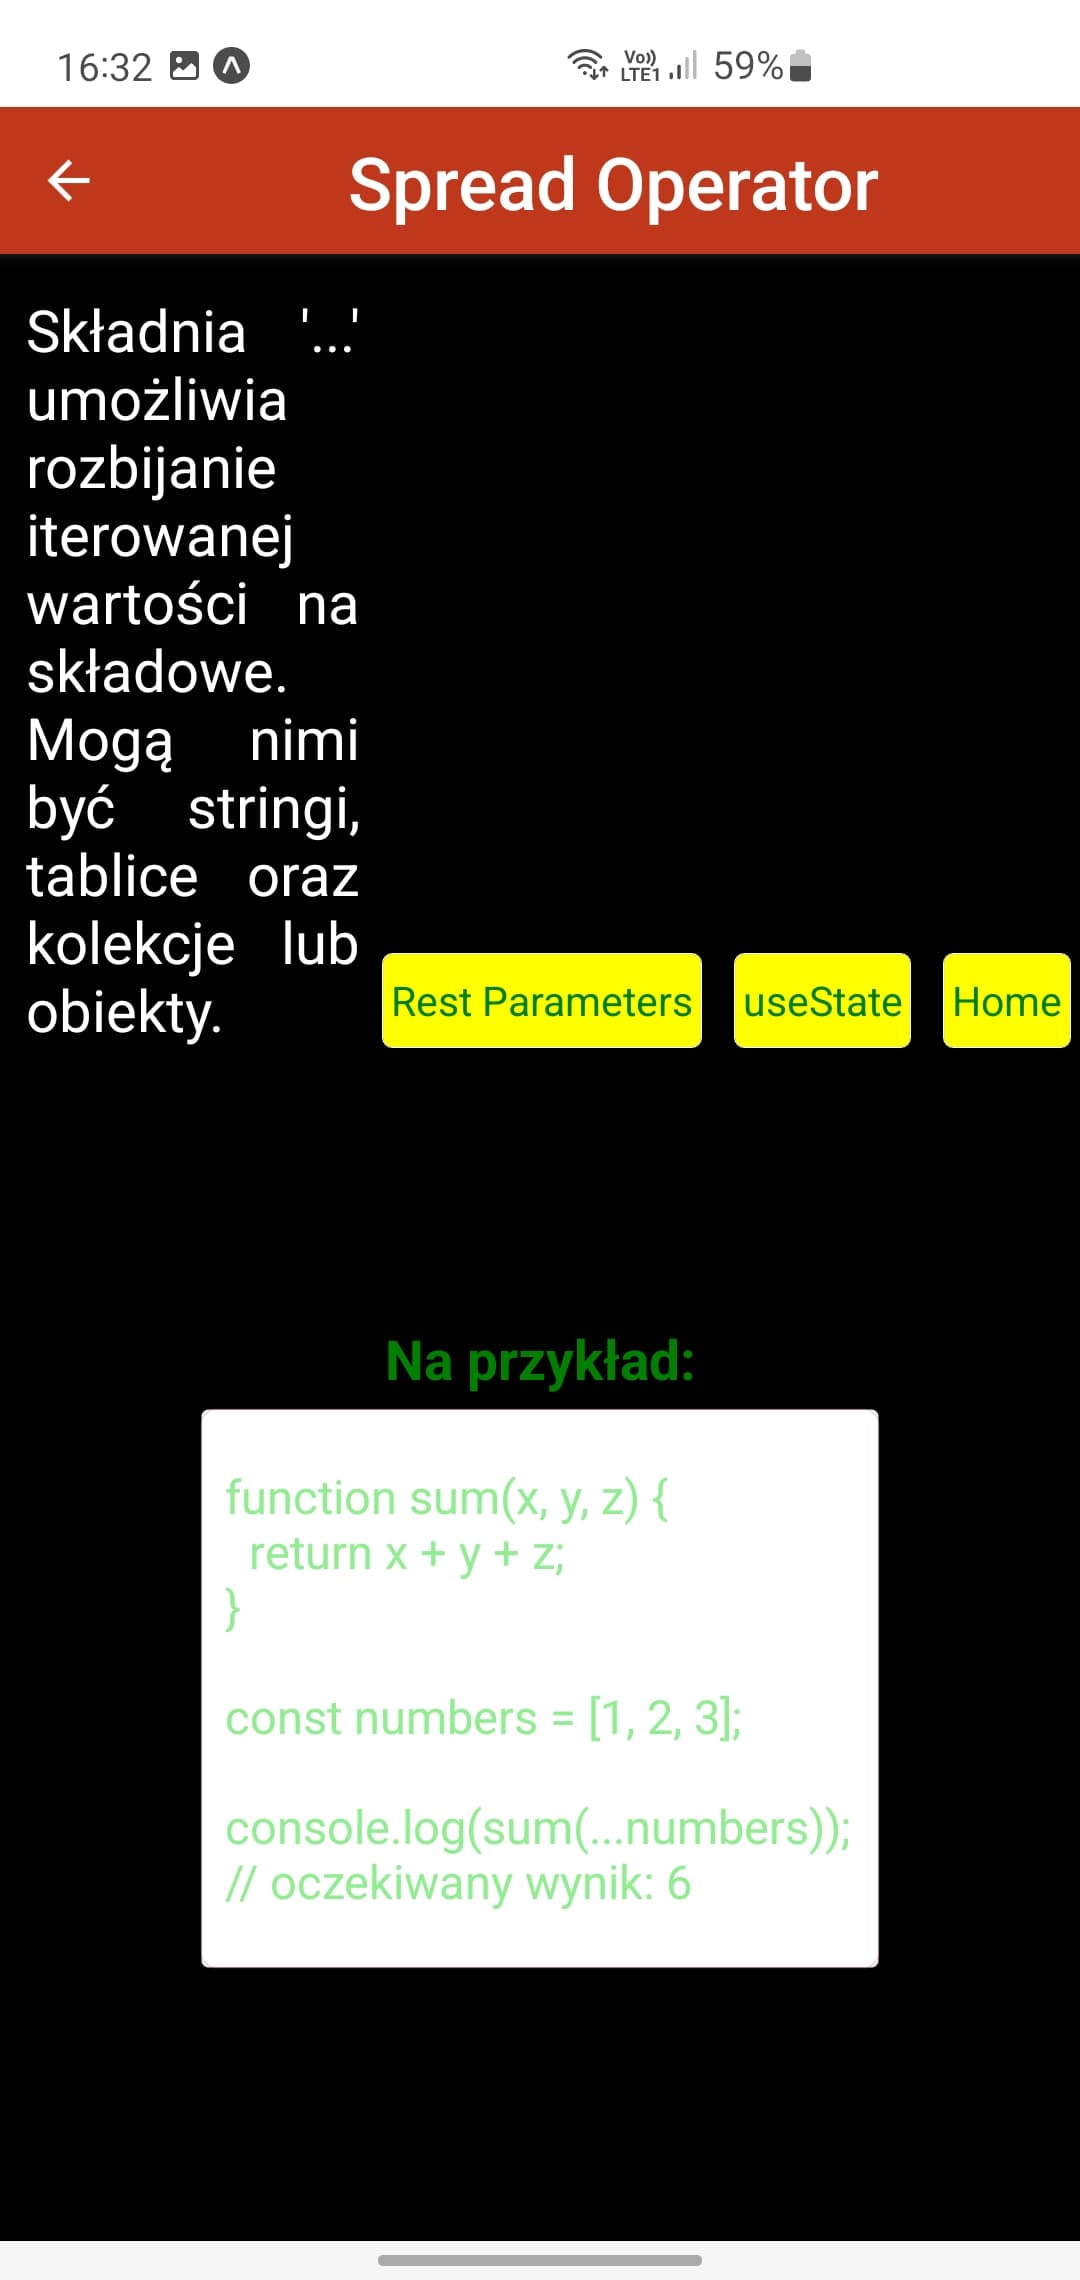 16:32
Vo)) LTE1 59%
Spread Operator
Składnia '...'
umożliwia
rozbijanie
iterowanej
wartości na
składowe.
Mogą nimi
być stringi,
tablice oraz
kolekcje lub
obiekty.
Rest Parameters useState Home
Na przykład:
function sum(x, y, z) {
  return x + y + z;
}
const numbers = [1, 2, 3];
console.log(sum(...numbers));
// oczekiwany wynik: 6